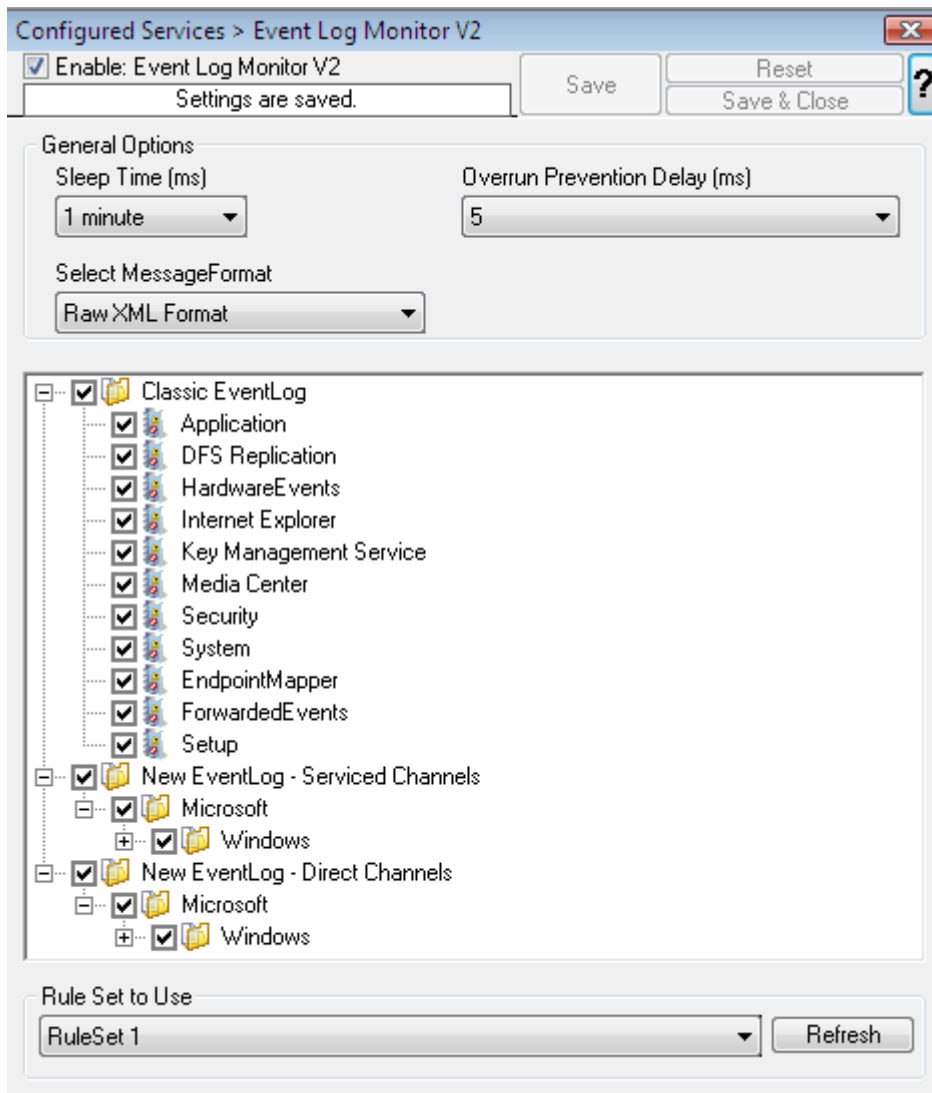 Configured Services > Event Log Monitor V2
Enable: Event Log Monitor V2
Settings are saved.
Save
Reset
Save & Close
?
General Options
Sleep Time (ms)
Overrun Prevention Delay (ms)
1 minute
5
Select MessageFormat
Raw XML Format
Classic EventLog
Application
DFS Replication
HardwareEvents
Internet Explorer
Key Management Service
Media Center
Security
System
EndpointMapper
ForwardedEvents
Setup
New EventLog - Serviced Channels
Microsoft
Windows
New EventLog - Direct Channels
Microsoft
Windows
Rule Set to Use
RuleSet 1
Refresh